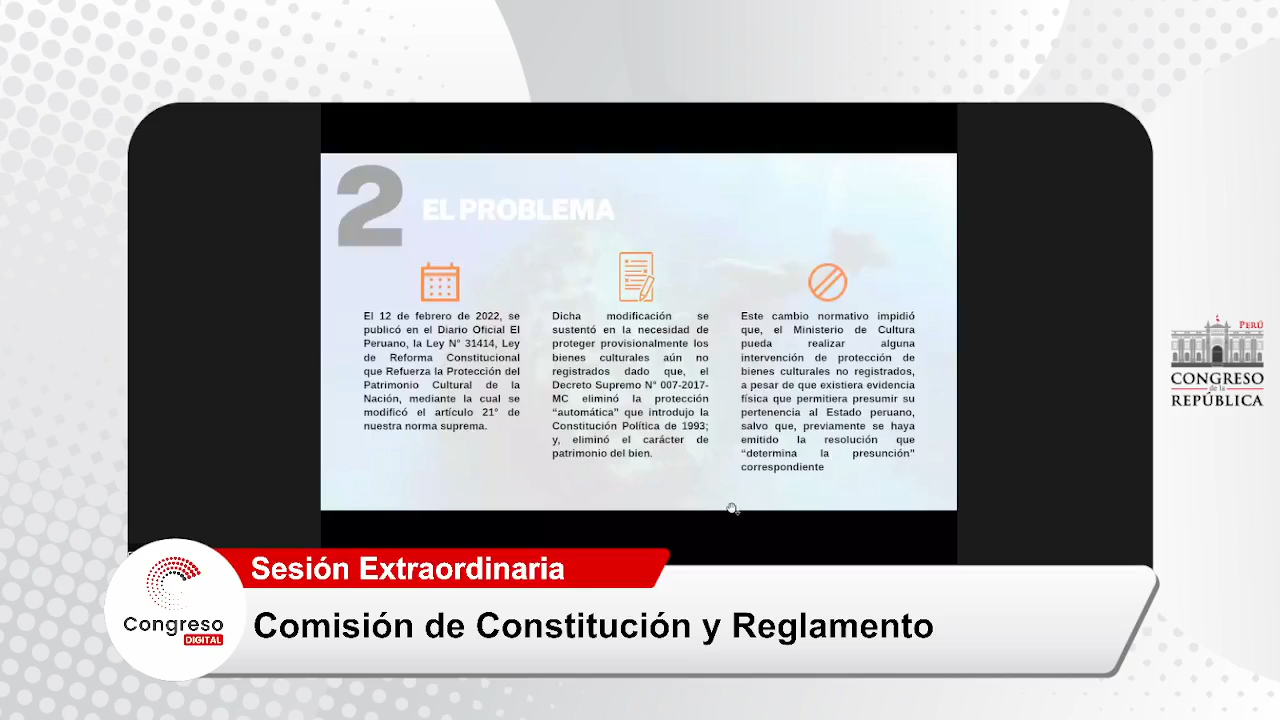 2
EL PROBLEMA
El 12 de febrero de 2022, se
publicó en el Diario Oficial El
Peruano, la Ley N° 31414, Ley
de Reforma Constitucional
que Refuerza la Protección del
Patrimonio Cultural de la
Nación, mediante la cual se
modificó el artículo 21° de
nuestra norma suprema.
Dicha modificación se
sustentó en la necesidad de
proteger provisionalmente los
bienes culturales aún no
registrados dado que, el
Decreto Supremo N° 007-2017-
MC eliminó la protección
“automática” que introdujo la
Constitución Política de 1993;
y, eliminó el carácter de
patrimonio del bien.
Este cambio normativo impidió
que, el Ministerio de Cultura
pueda realizar alguna
intervención de protección de
bienes culturales no registrados,
a pesar de que existiera evidencia
física que permitiera presumir su
pertenencia al Estado peruano,
salvo que, previamente se haya
emitido la resolución que
“determina la presunción”
correspondiente
PERÚ
CONGRESO
de la
REPÚBLICA
Sesión Extraordinaria
Comisión de Constitución y Reglamento
Congreso
DIGITAL